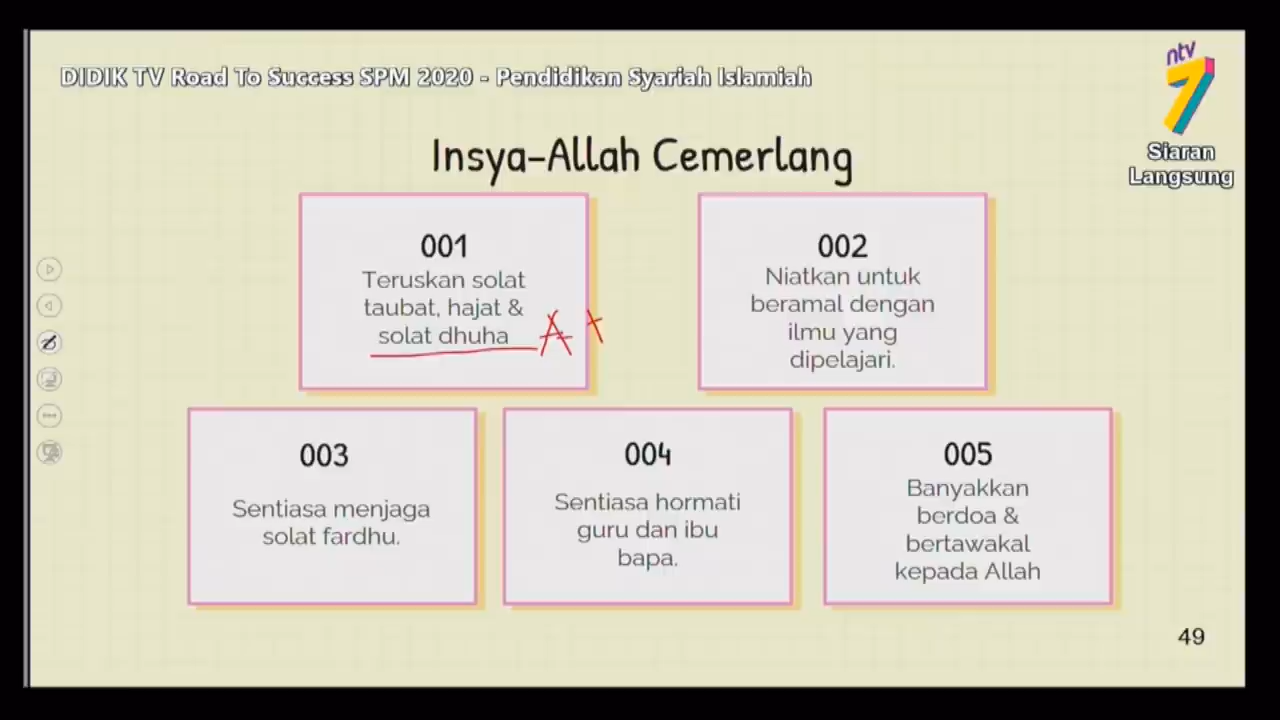 DIDIK TV Road To Success SPM 2020 - Pendidikan Syariah Islamiah
ntv
7
Siaran
Langsung
Insya-Allah Cemerlang
001
Teruskan solat
taubat, hajat &
solat dhuha
A+
002
Niatkan untuk
beramal dengan
ilmu yang
dipelajari.
003
Sentiasa menjaga
solat fardhu.
004
Sentiasa hormati
guru dan ibu
bapa.
005
Banyakkan
berdoa &
bertawakal
kepada Allah
49